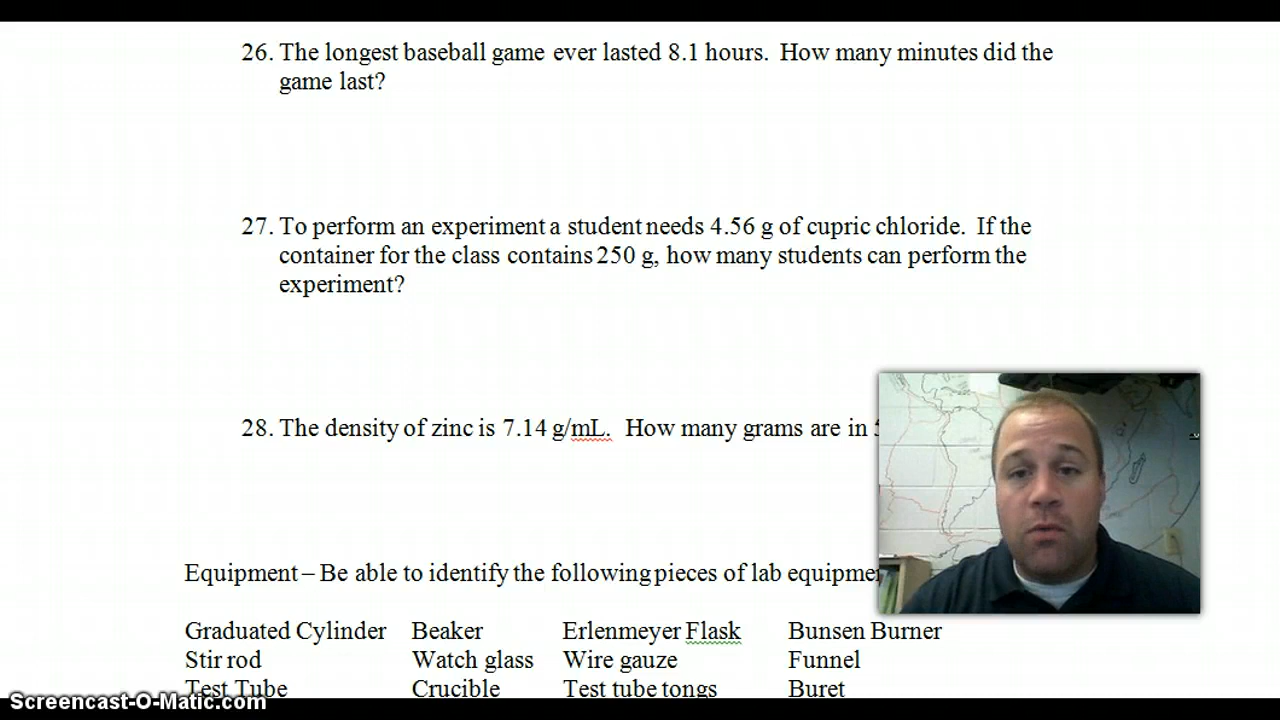 26. The longest baseball game ever lasted 8.1 hours.  How many minutes did the
game last?
27. To perform an experiment a student needs 4.56 g of cupric chloride.  If the
container for the class contains 250 g, how many students can perform the
experiment?
28. The density of zinc is 7.14 g/mL.  How many grams are in
Equipment – Be able to identify the following pieces of lab
Graduated Cylinder Beaker Erlenmeyer Flask Bunsen Burner
Stir rod Watch glass Wire gauze Funnel
Test Tube Crucible Test tube tongs Buret
Screencast-O-Matic.com